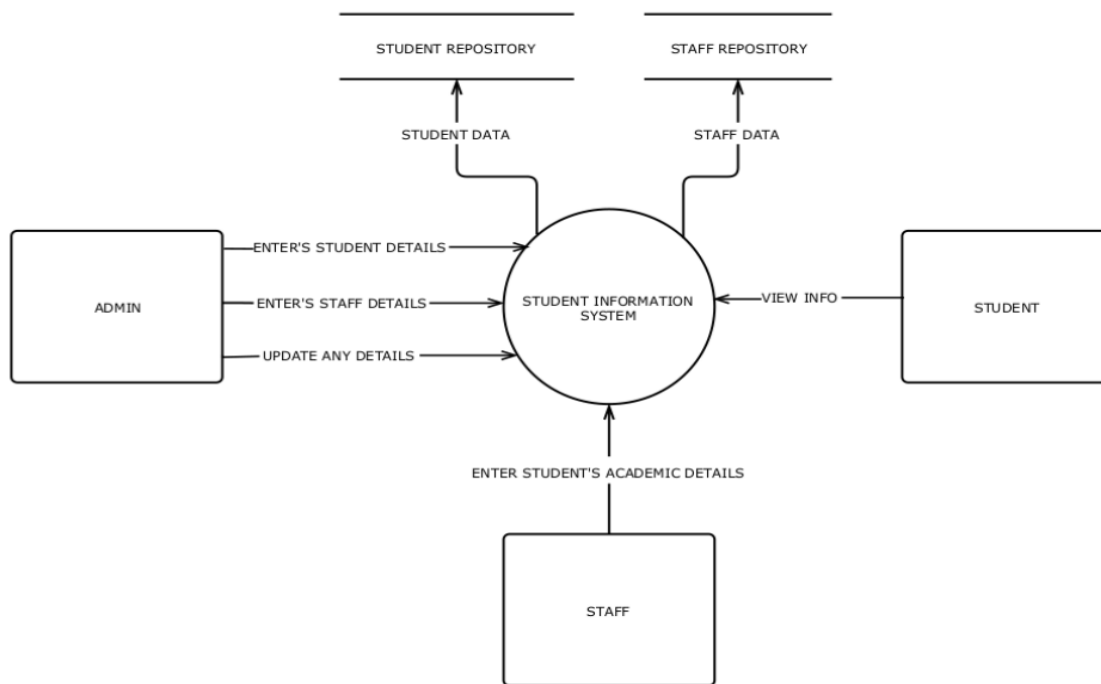 STUDENT REPOSITORY
STAFF REPOSITORY
STUDENT DATA
STAFF DATA
ENTER'S STUDENT DETAILS
ADMIN
ENTER'S STAFF DETAILS
STUDENT INFORMATION
SYSTEM
VIEW INFO
STUDENT
UPDATE ANY DETAILS
ENTER STUDENT'S ACADEMIC DETAILS
STAFF